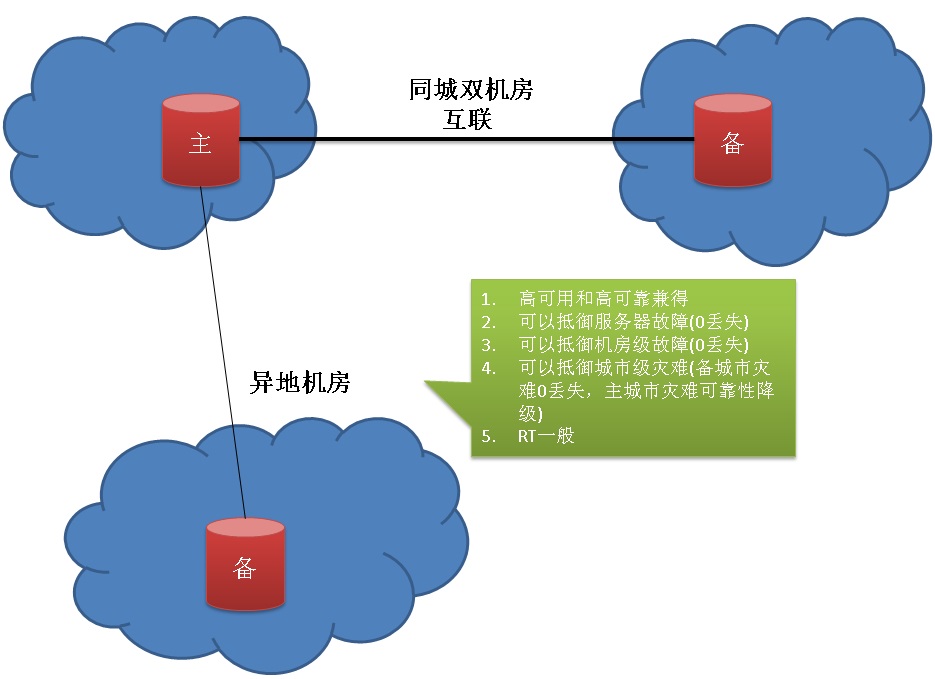 同城双机房
互联
主
备
1. 高可用和高可靠兼得
2. 可以抵御服务器故障(0丢失)
3. 可以抵御机房级故障(0丢失)
4. 可以抵御城市级灾难(备城市灾
难0丢失，主城市灾难可靠性降
级)
5. RT一般
异地机房
备